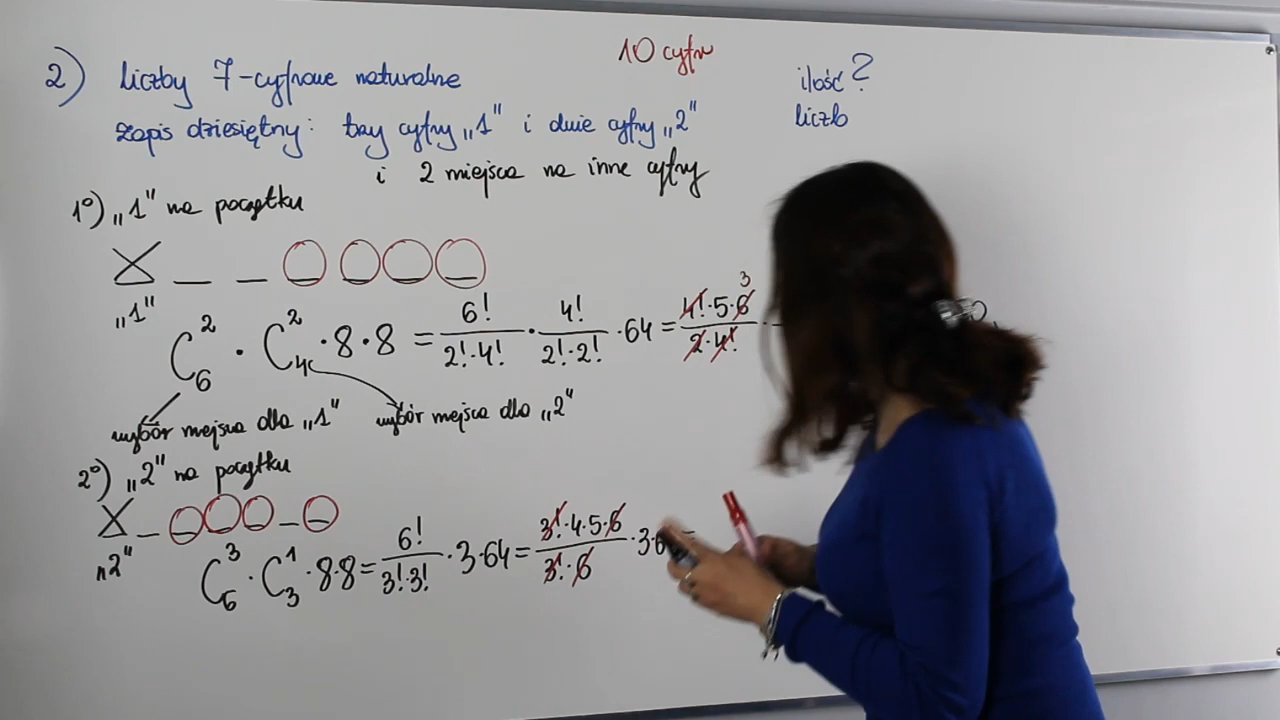 10 cyfr
2) liczby 7-cyfrowe naturalne
ilość?
zapis dziesiętny: trzy cyfry „1" i dwie cyfry „2"
liczb
i 2 miejsca na inne cyfry
1°) „1" na początku
X _ _ _ _ _ _
„1"
C₆² · C₄² · 8 · 8 = 6!/(2!·4!) · 4!/(2!·2!) · 64 = (4!·5·6)/(2·4!) ·
3
wybór miejsca dla „1" wybór miejsca dla „2"
2°) „2" na początku
X _ _ _ _ _ _
„2"
C₆³ · C₃¹ · 8·8 = 6!/(3!·3!) · 3·64 = (3!·4·5·6)/(3!·6) · 3·6